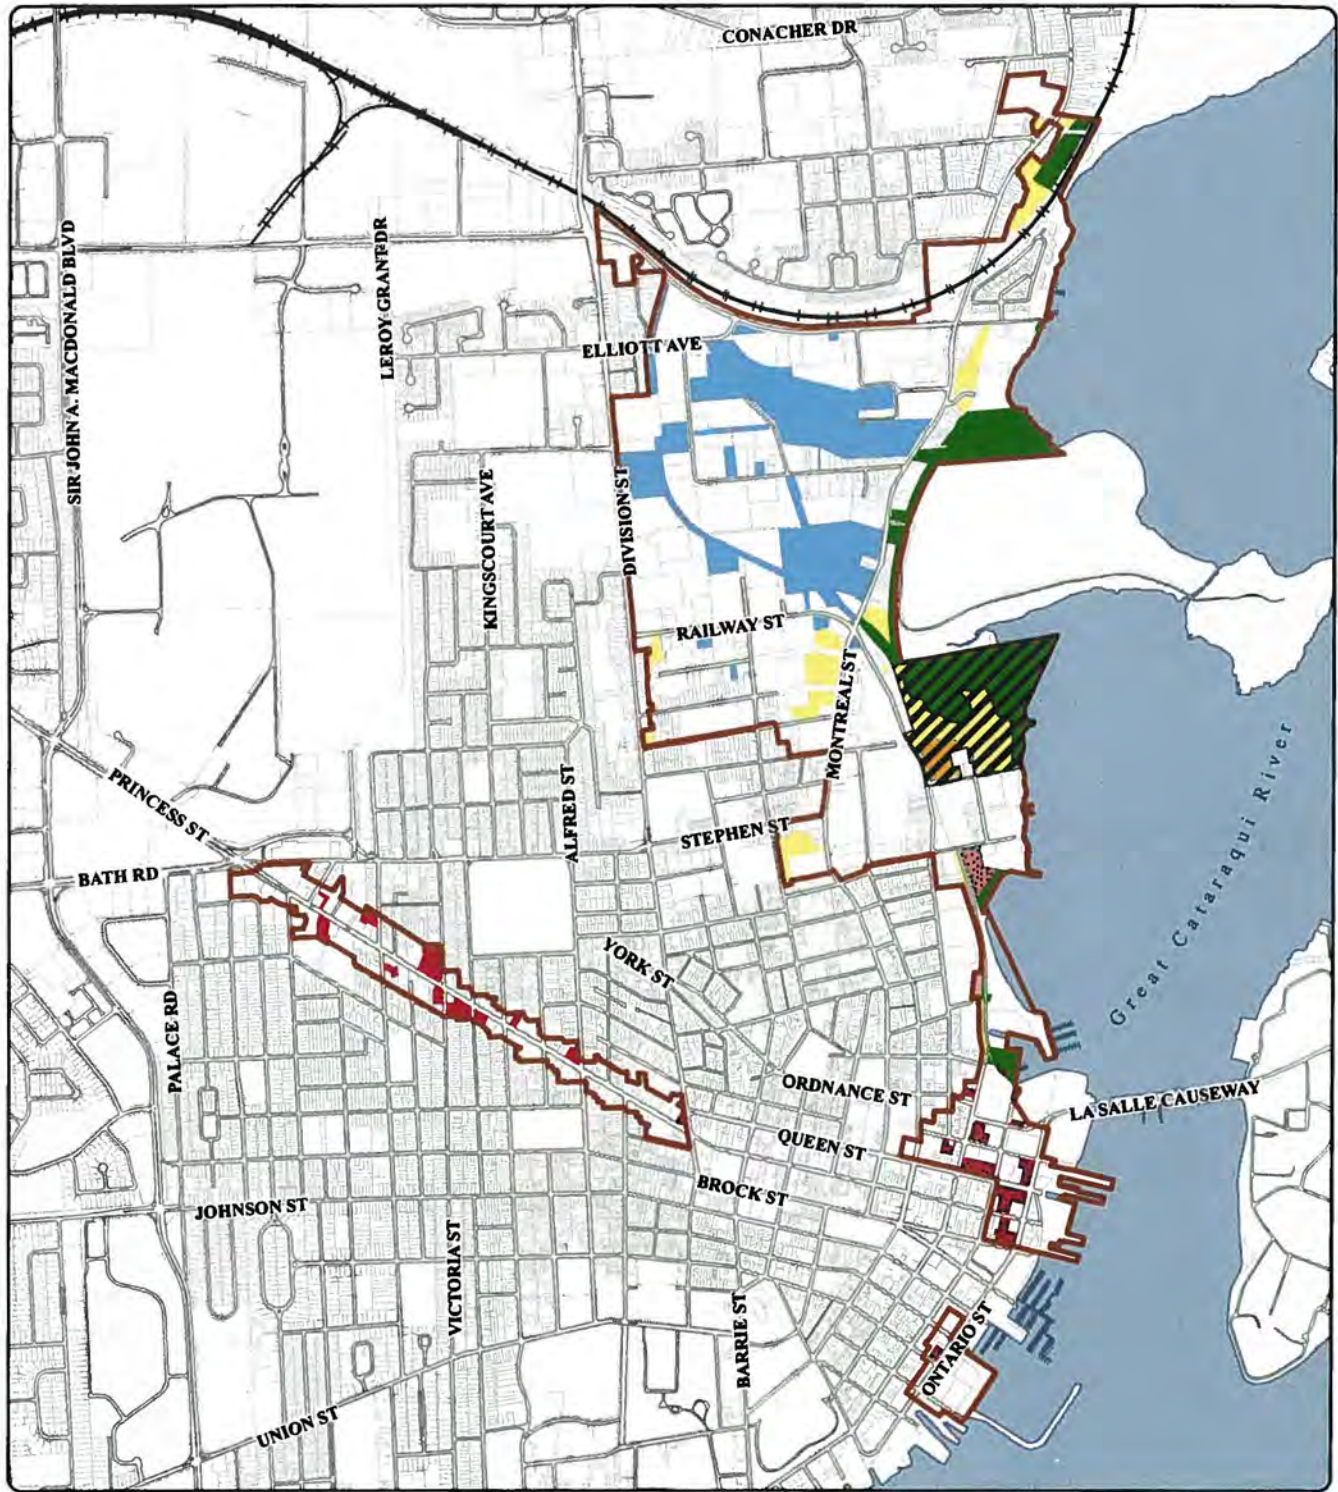 CONACHER DR
SIR JOHN A. MACDONALD BLVD
LEROY GRANT DR
ELLIOTT AVE
KINGSCOURT AVE
DIVISION ST
RAILWAY ST
MONTREAL ST
PRINCESS ST
ALFRED ST
STEPHEN ST
BATH RD
Great Cataraqui River
YORK ST
PALACE RD
ORDNANCE ST
LA SALLE CAUSEWAY
QUEEN ST
BROCK ST
JOHNSON ST
VICTORIA ST
BARRIE ST
ONTARIO ST
UNION ST